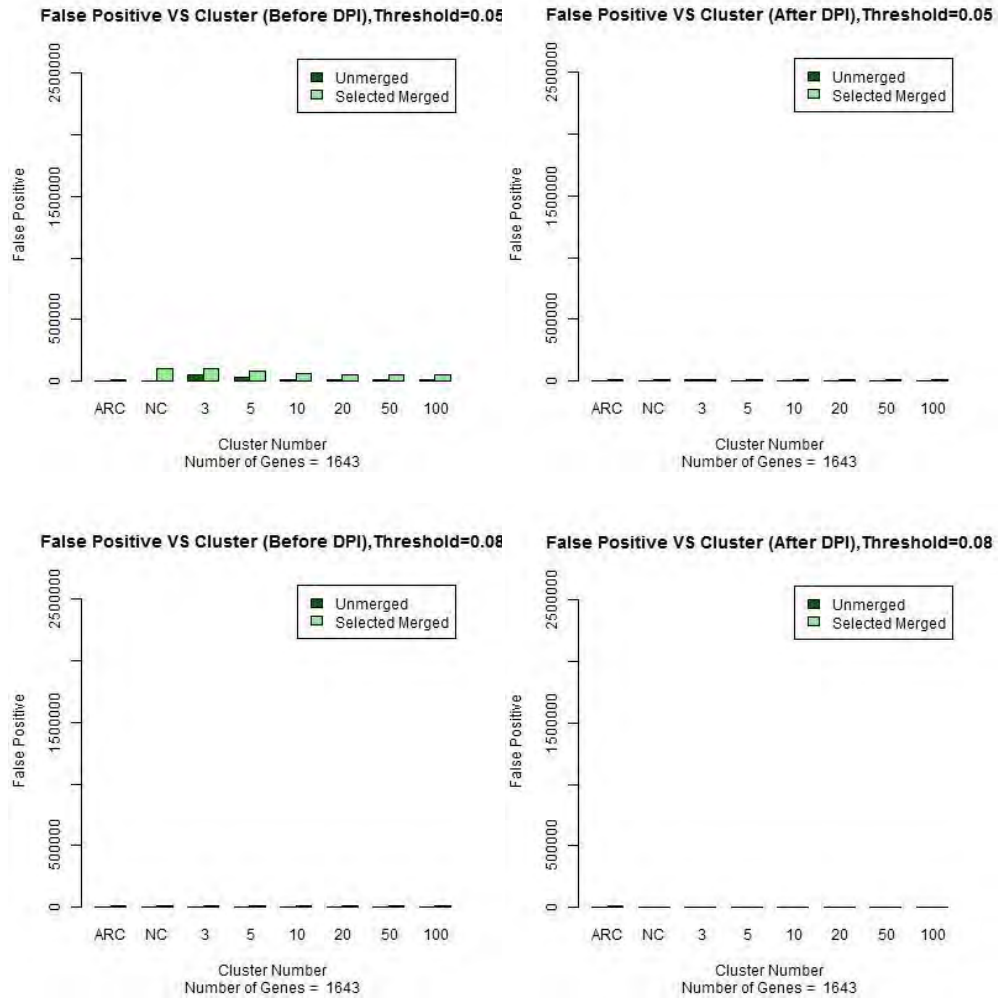 False Positive VS Cluster (Before DPI),Threshold=0.05
Unmerged
Selected Merged
False Positive
0 500000 1500000 2500000
ARC NC 3 5 10 20 50 100
Cluster Number
Number of Genes = 1643
False Positive VS Cluster (After DPI),Threshold=0.05
Unmerged
Selected Merged
False Positive
0 500000 1500000 2500000
ARC NC 3 5 10 20 50 100
Cluster Number
Number of Genes = 1643
False Positive VS Cluster (Before DPI),Threshold=0.08
Unmerged
Selected Merged
False Positive
0 500000 1500000 2500000
ARC NC 3 5 10 20 50 100
Cluster Number
Number of Genes = 1643
False Positive VS Cluster (After DPI),Threshold=0.08
Unmerged
Selected Merged
False Positive
0 500000 1500000 2500000
ARC NC 3 5 10 20 50 100
Cluster Number
Number of Genes = 1643